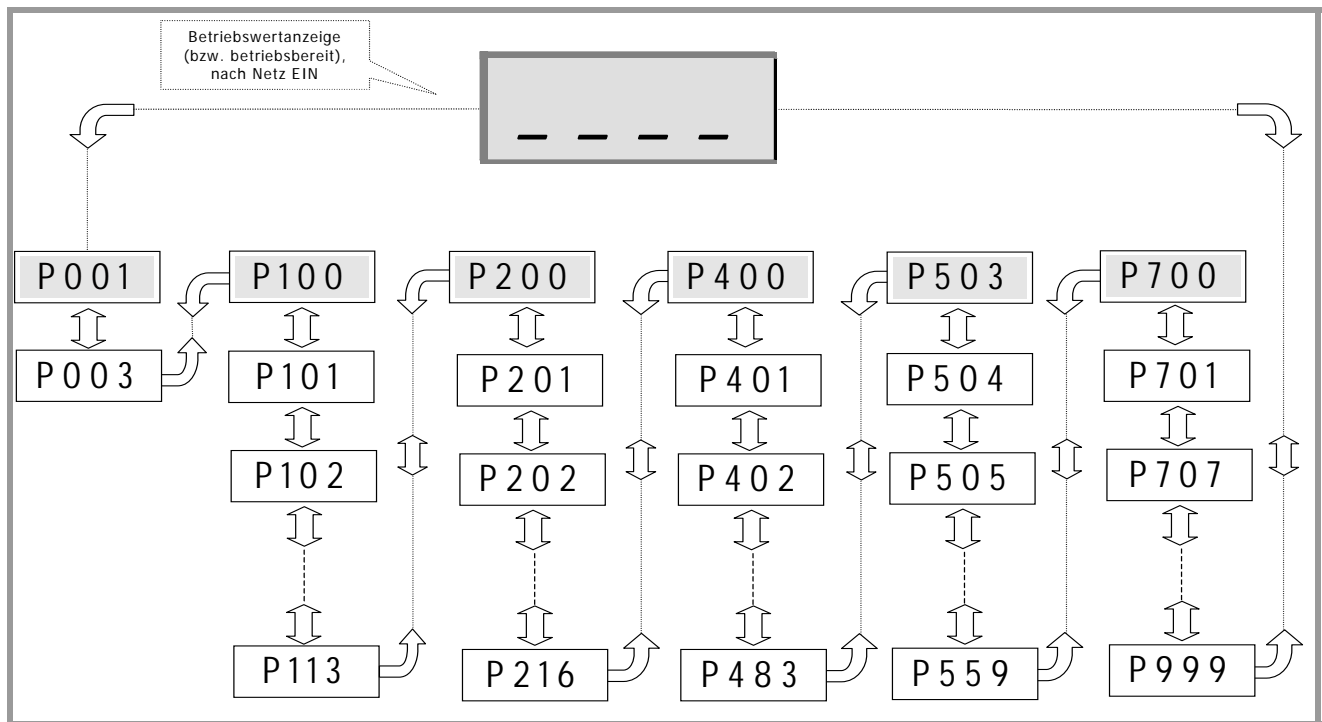 Betriebswertanzeige
(bzw. betriebsbereit),
nach Netz EIN
_ _ _ _
P001 P100 P200 P400 P503 P700
P003 P101 P201 P401 P504 P701
P102 P202 P402 P505 P707
P113 P216 P483 P559 P999